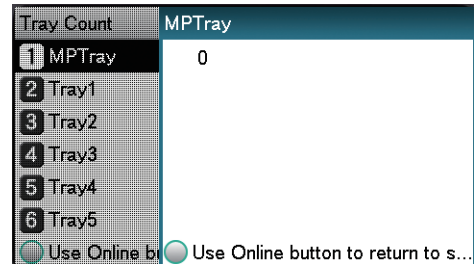 Tray Count
1 MPTray
2 Tray1
3 Tray2
4 Tray3
5 Tray4
6 Tray5
Use Online b
MPTray
0
Use Online button to return to s...